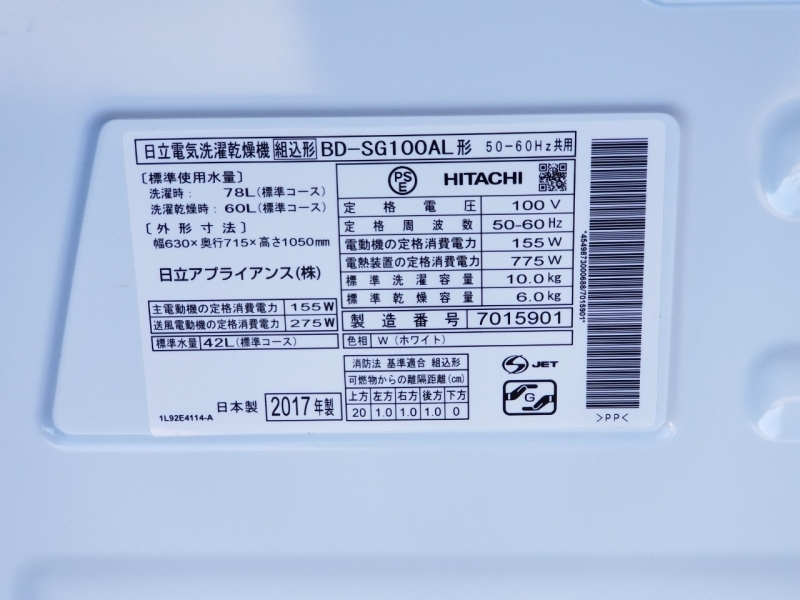 日立電気洗濯乾燥機 組込形 BD-SG100AL形 50-60Hz共用
[標準使用水量]
洗濯時: 78L(標準コース)
洗濯乾燥時: 60L(標準コース)
[外形寸法]
幅630×奥行715×高さ1050mm
日立アプライアンス(株)
主電動機の定格消費電力 155W
送風電動機の定格消費電力 275W
標準水量 42L(標準コース)
日本製 2017年製
1L92E4114-A
PSE HITACHI
定格電圧 100V
定格周波数 50-60Hz
電動機の定格消費電力 155W
電熱装置の定格消費電力 775W
標準洗濯容量 10.0kg
標準乾燥容量 6.0kg
製造番号 7015901
色相 W(ホワイト)
消防法 基準適合 組込形
可燃物からの離隔距離(cm)
上方 左方 右方 後方 下方
20 1.0 1.0 1.0 0
S JET
G
*4549873000688/7015901*
>PP<